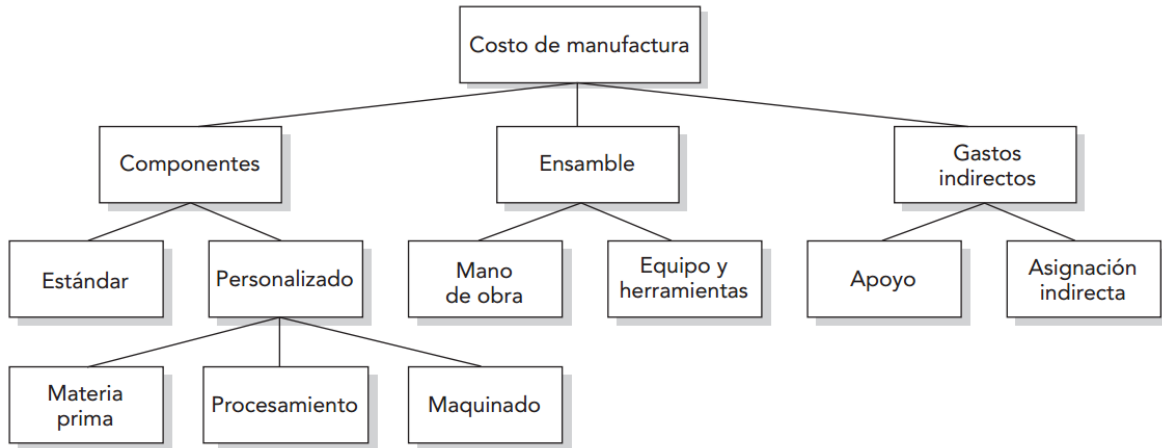 Costo de manufactura
Componentes
Ensamble
Gastos
indirectos
Estándar
Personalizado
Mano
de obra
Equipo y
herramientas
Apoyo
Asignación
indirecta
Materia
prima
Procesamiento
Maquinado